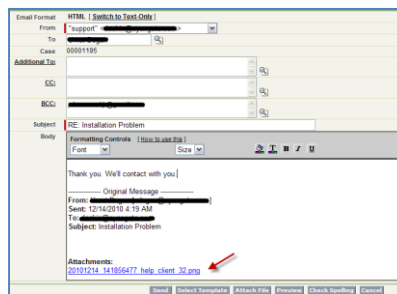 Email Format HTML [Switch to Text-Only]
From "support" <
To
Case 00001195
Additional To:
CC:
BCC:
Subject RE: Installation Problem
Body Formatting Controls [How to use this]
Font Size B I U
Thank you. We'll contact with you.
Original Message
From:
Sent: 12/14/2010 4:19 AM
To:
Subject: Installation Problem
Attachments:
20101214_141856477_help_client_32.png
Send Select Template Attach File Preview Check Spelling Cancel